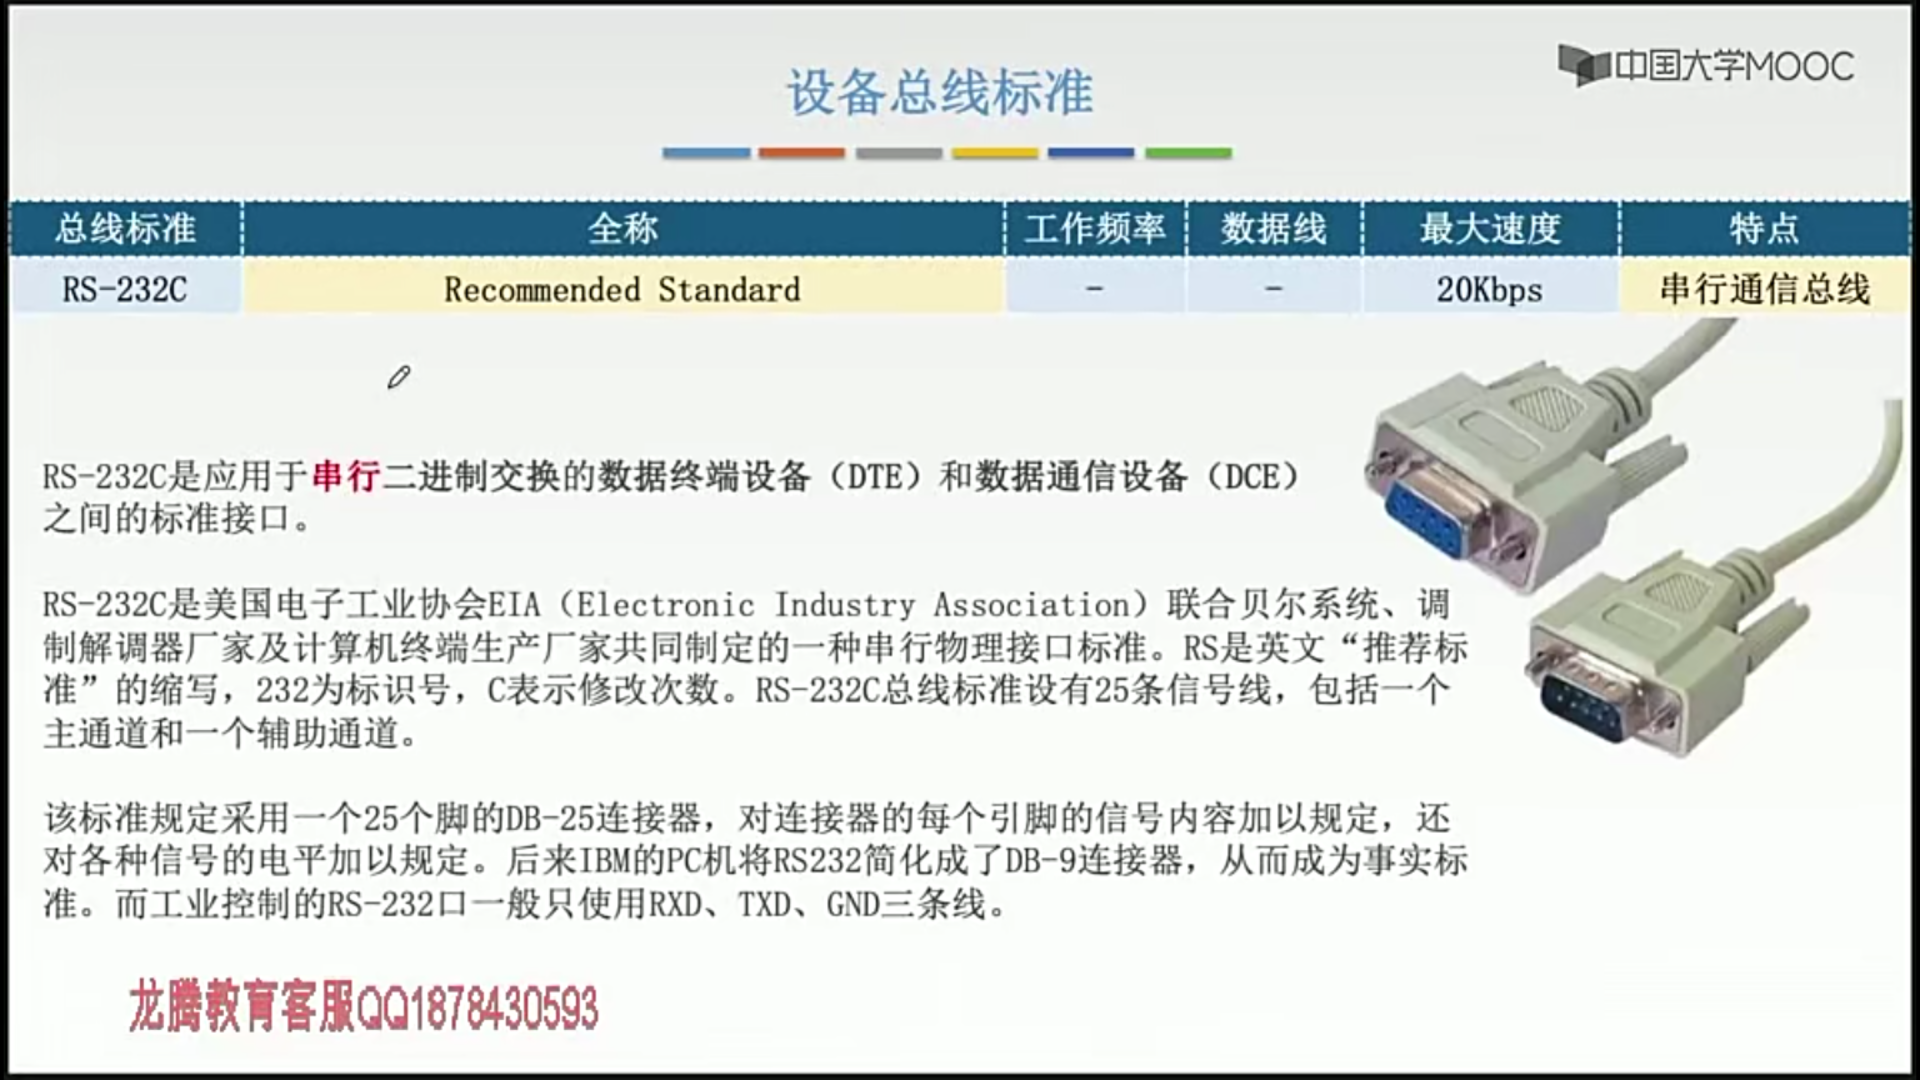 中国大学MOOC
设备总线标准
总线标准 全称 工作频率 数据线 最大速度 特点
RS-232C Recommended Standard - - 20Kbps 串行通信总线
RS-232C是应用于串行二进制交换的数据终端设备（DTE）和数据通信设备（DCE）
之间的标准接口。
RS-232C是美国电子工业协会EIA（Electronic Industry Association）联合贝尔系统、调
制解调器厂家及计算机终端生产厂家共同制定的一种串行物理接口标准。RS是英文“推荐标
准”的缩写，232为标识号，C表示修改次数。RS-232C总线标准设有25条信号线，包括一个
主通道和一个辅助通道。
该标准规定采用一个25个脚的DB-25连接器，对连接器的每个引脚的信号内容加以规定，还
对各种信号的电平加以规定。后来IBM的PC机将RS232简化成了DB-9连接器，从而成为事实标
准。而工业控制的RS-232口一般只使用RXD、TXD、GND三条线。
龙腾教育客服QQ1878430593